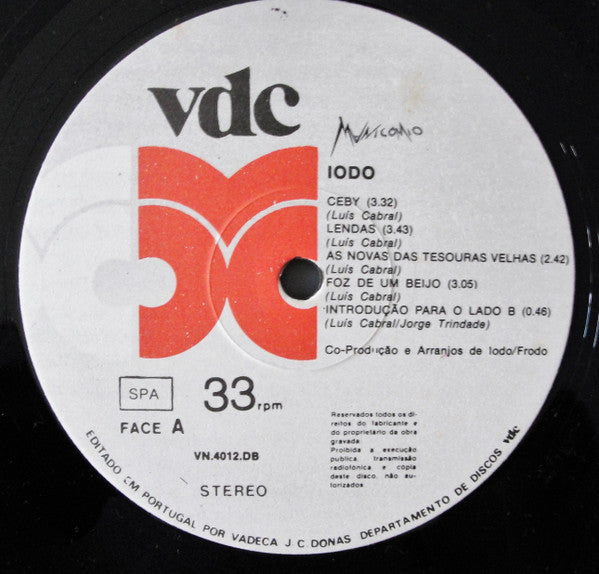 vdc
MANICOMIO
IODO
CEBY (3.32)
(Luís Cabral)
LENDAS (3.43)
(Luís Cabral)
AS NOVAS DAS TESOURAS VELHAS (2.42)
(Luís Cabral)
FOZ DE UM BEIJO (3.05)
(Luís Cabral)
INTRODUÇÃO PARA O LADO B (0.46)
(Luís Cabral/Jorge Trindade)
Co-Produção e Arranjos de Iodo/Frodo
SPA
33 rpm
FACE A
VN.4012.DB
STEREO
Reservados todos os di-
reitos do fabricante e
do proprietário da obra
gravada
Proibida a execução
publica, transmissão
radiofónica e cópia
deste disco, não au-
torizados
EDITADO EM PORTUGAL POR VADECA J.C. DONAS DEPARTAMENTO DE DISCOS vdc